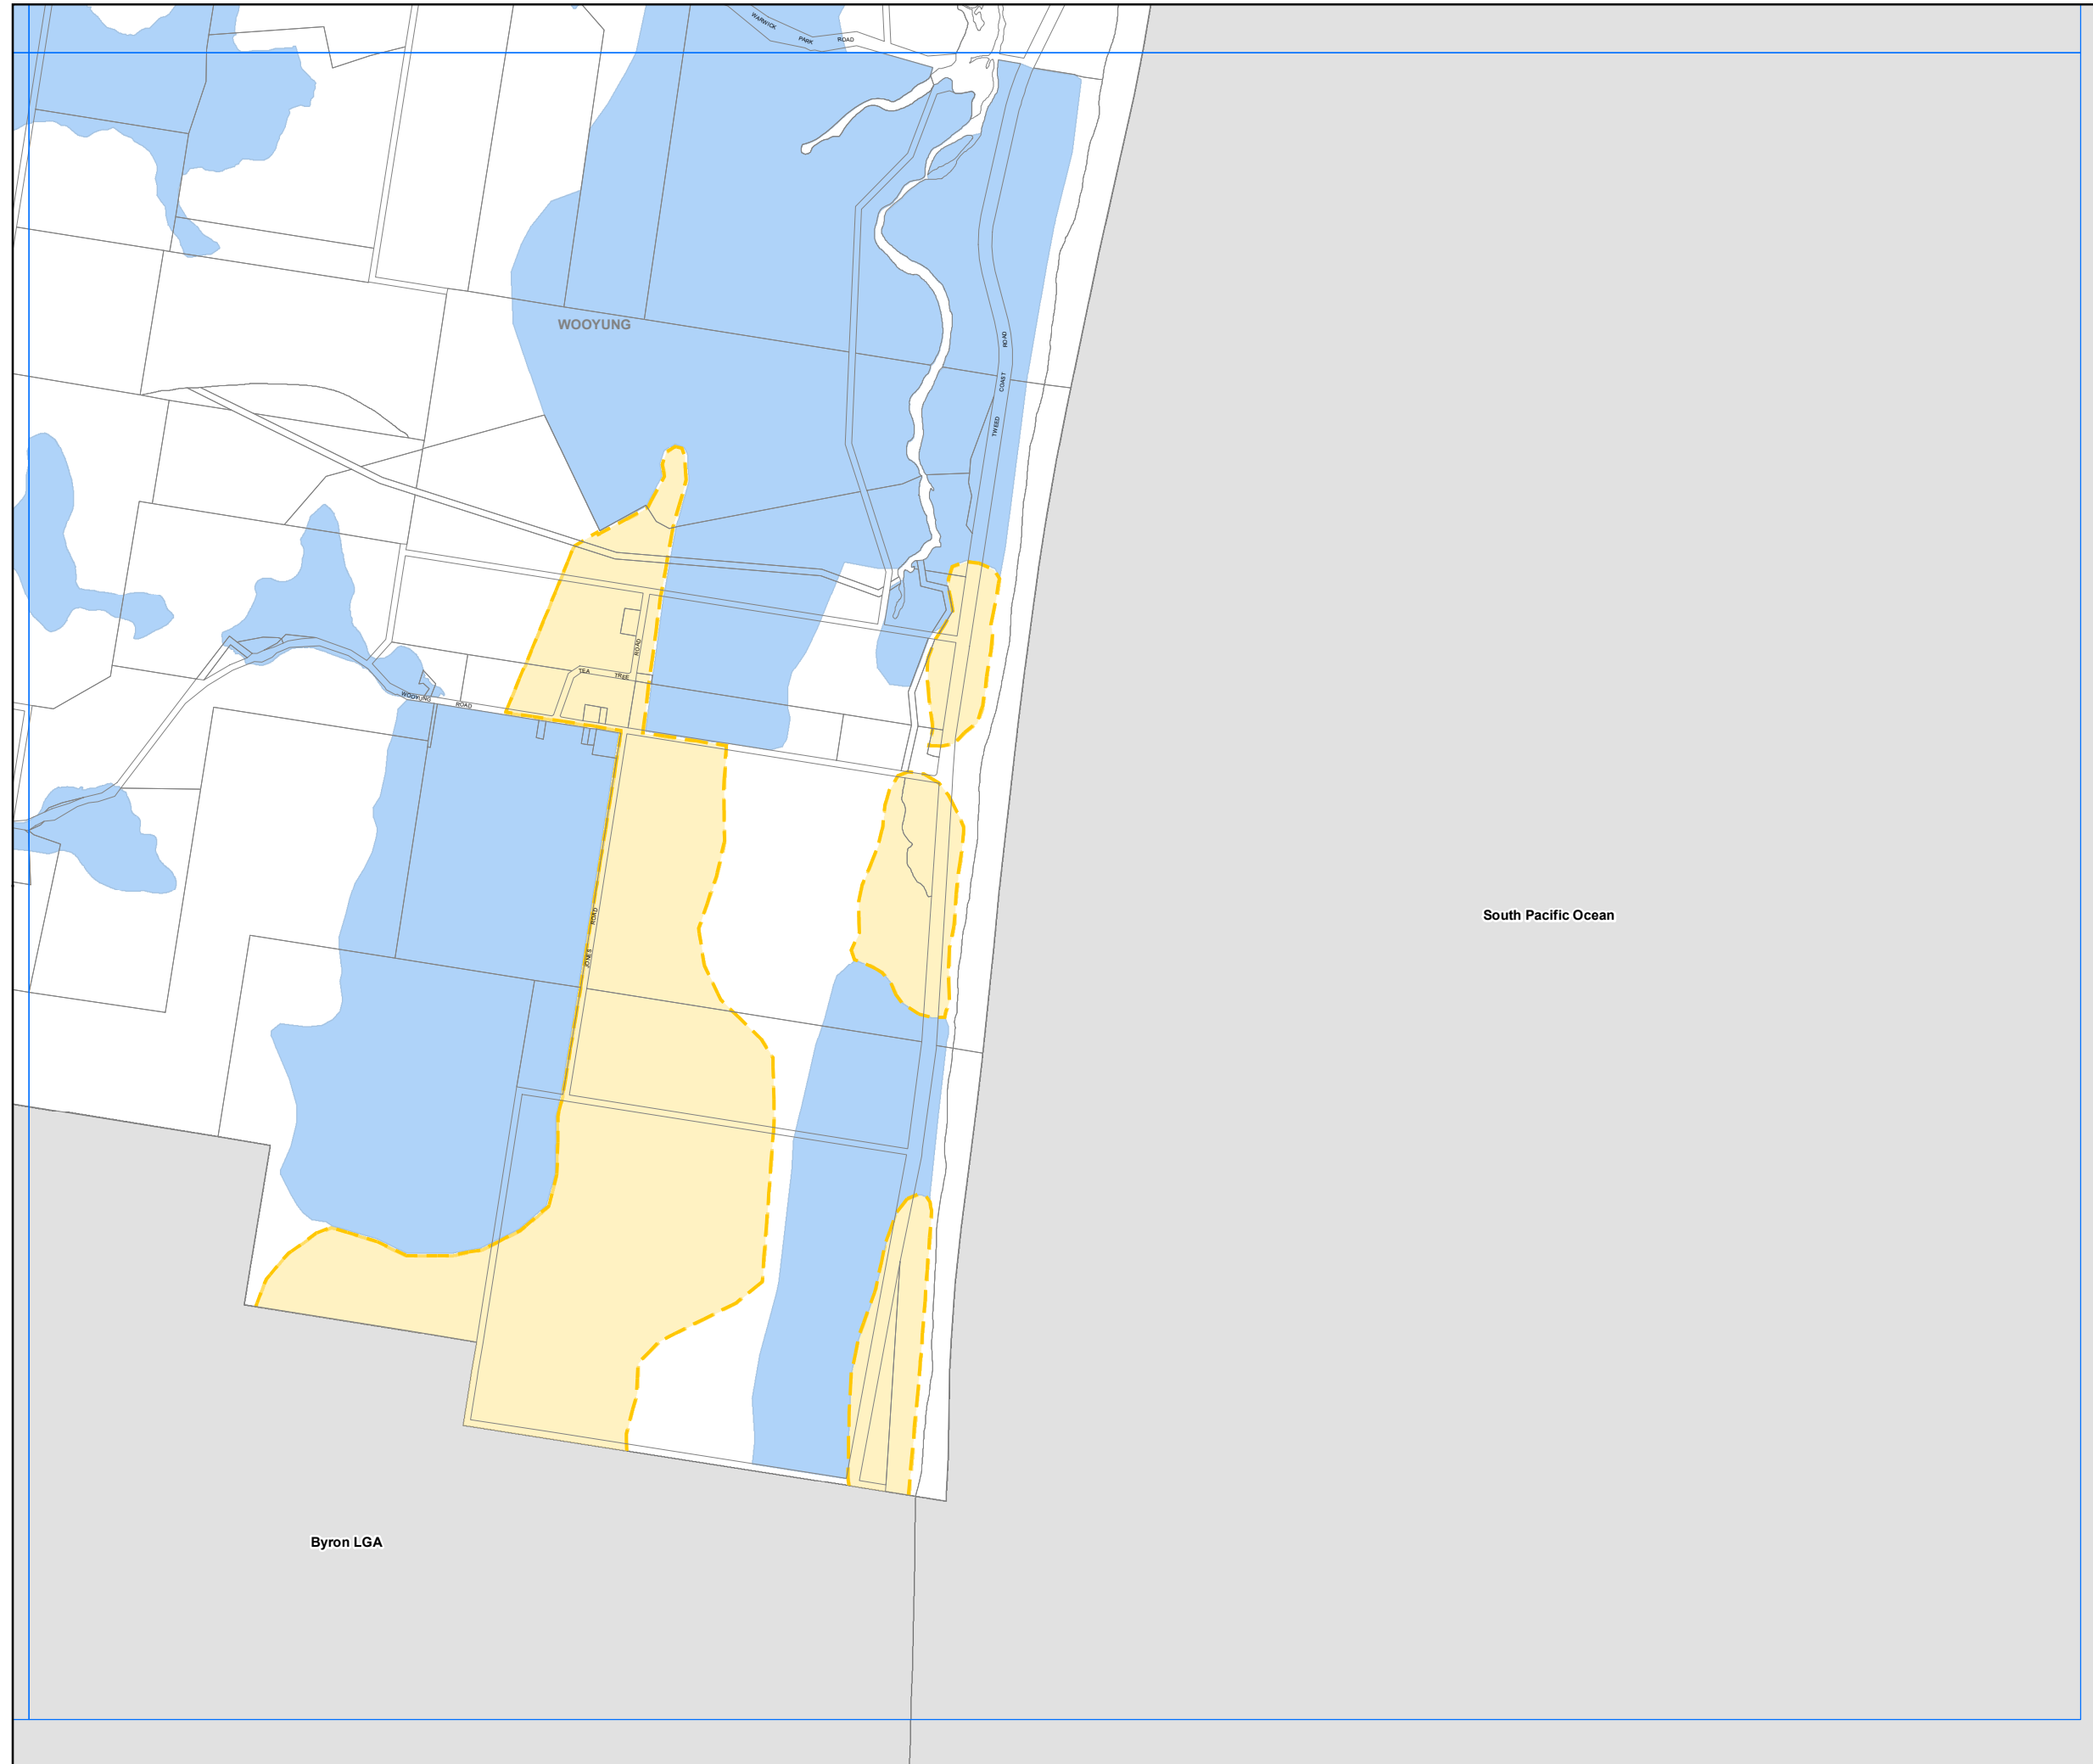 WARWICK PARK ROAD
WOOYUNG
TWEED COAST ROAD
ROAD
TEA TREE
WOOYUNG ROAD
JONES ROAD
South Pacific Ocean
Byron LGA